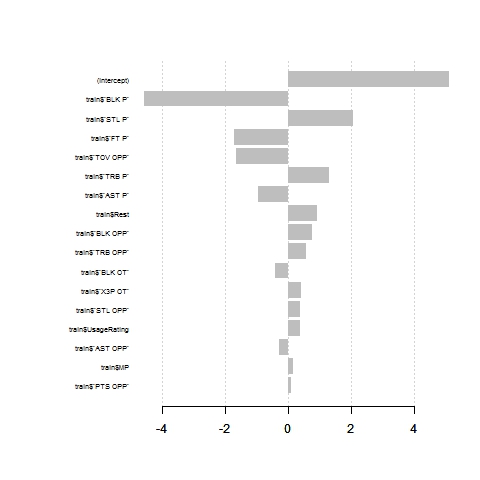 (Intercept)
train$`BLK P`
train$`STL P`
train$`FT P`
train$`TOV OPP`
train$`TRB P`
train$`AST P`
train$Rest
train$`BLK OPP`
train$`TRB OPP`
train$`BLK OT`
train$`X3P OT`
train$`STL OPP`
train$UsageRating
train$`AST OPP`
train$MP
train$`PTS OPP`
-4 -2 0 2 4